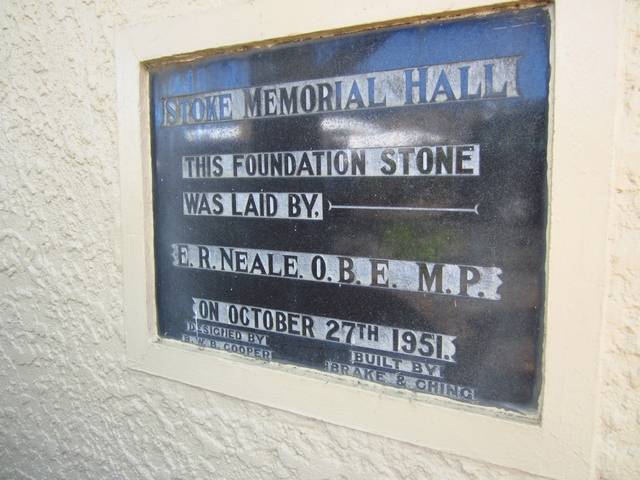 STOKE MEMORIAL HALL
THIS FOUNDATION STONE
WAS LAID BY,
E. R. NEALE. O. B. E. M. P.
ON OCTOBER 27TH 1951.
DESIGNED BY
B. W. B. COOPER
BUILT BY
BRAKE & CHING